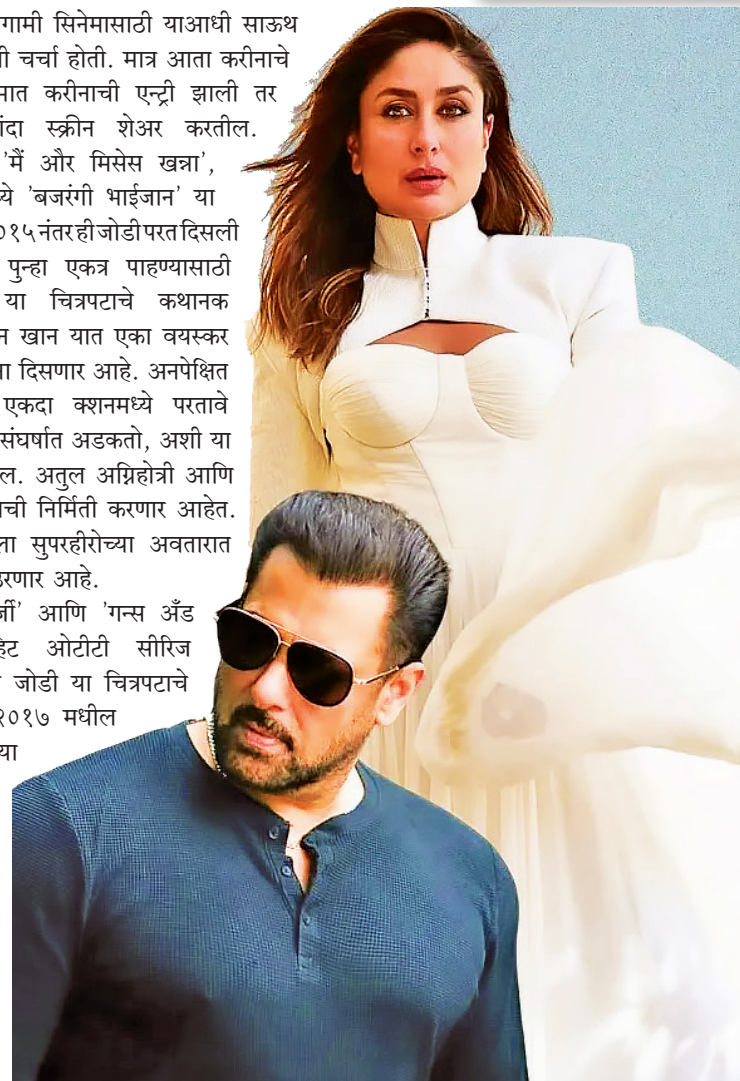 गामी सिनेमासाठी याआधी साऊथ
ी चर्चा होती. मात्र आता करीनाचे
मात करीनाची एन्ट्री झाली तर
ंदा स्क्रीन शेअर करतील.
'मैं और मिसेस खन्ना',
ये 'बजरंगी भाईजान' या
०१५ नंतर ही जोडी परत दिसली
पुन्हा एकत्र पाहण्यासाठी
या चित्रपटाचे कथानक
न खान यात एका वयस्कर
ा दिसणार आहे. अनपेक्षित
एकदा क्शनमध्ये परतावे
संघर्षात अडकतो, अशी या
ल. अतुल अग्निहोत्री आणि
ाची निर्मिती करणार आहेत.
ला सुपरहीरोच्या अवतारात
रणार आहे.
र्जी' आणि 'गन्स अँड
हिट ओटीटी सीरिज
जोडी या चित्रपटाचे
२०१७ मधील
या